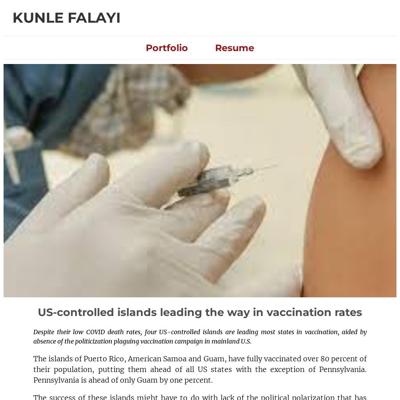 KUNLE FALAYI
Portfolio Resume
US-controlled islands leading the way in vaccination rates
Despite their low COVID death rates, four US-controlled islands are leading most states in vaccination, aided by
absence of the politicization plaguing vaccination campaign in mainland U.S.
The islands of Puerto Rico, American Samoa and Guam, have fully vaccinated over 80 percent of
their population, putting them ahead of all US states with the exception of Pennsylvania.
Pennsylvania is ahead of only Guam by one percent.
The success of these islands might have to do with lack of the political polarization that has